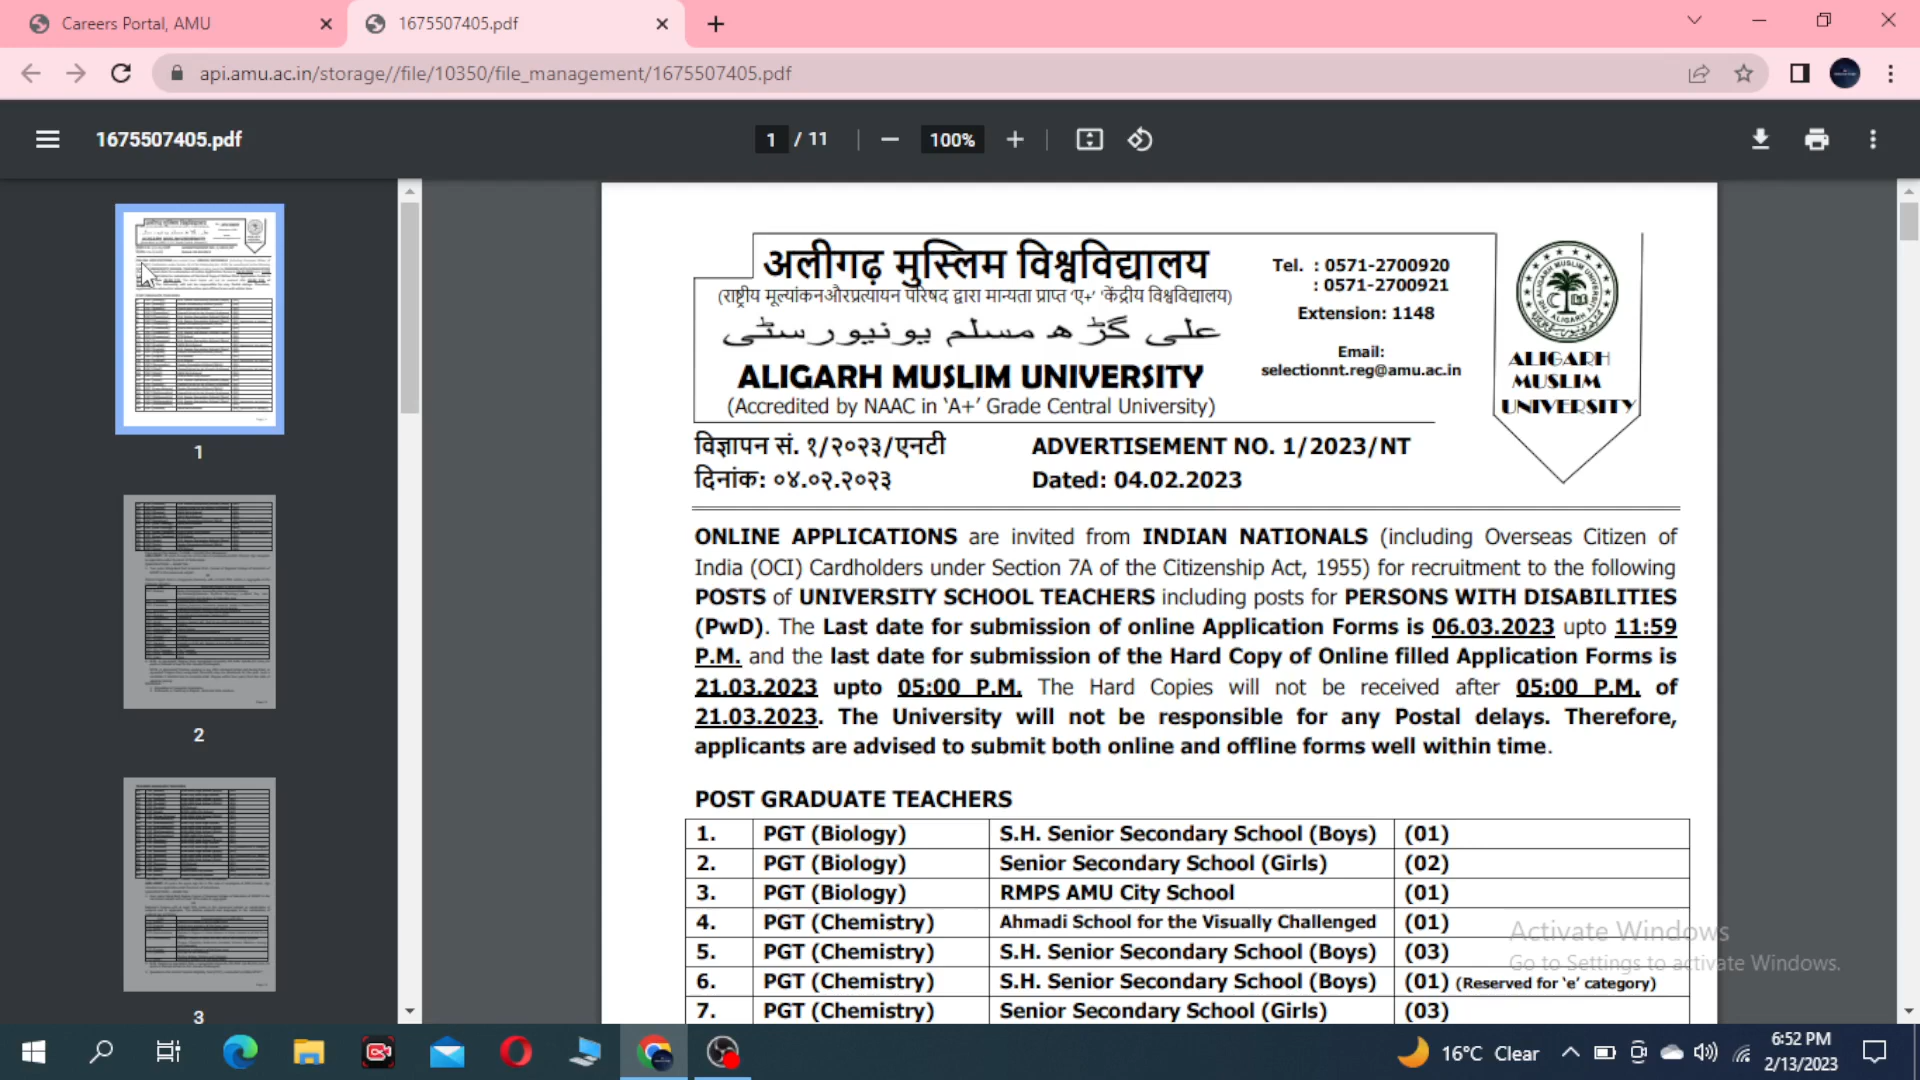 Careers Portal, AMU
1675507405.pdf
api.amu.ac.in/storage//file/10350/file_management/1675507405.pdf
1675507405.pdf
1 / 11
100%
1
2
3
अलीगढ़ मुस्लिम विश्वविद्यालय
(राष्ट्रीय मूल्यांकनऔरप्रत्यायन परिषद द्वारा मान्यता प्राप्त ‘ए+’ ‘केंद्रीय विश्वविद्यालय)
علی گڑھ مسلم یونیورسٹی
ALIGARH MUSLIM UNIVERSITY
(Accredited by NAAC in ‘A+’ Grade Central University)
Tel. : 0571-2700920
: 0571-2700921
Extension: 1148
Email:
selectionnt.reg@amu.ac.in
ALIGARH
MUSLIM
UNIVERSITY
विज्ञापन सं. १/२०२३/एनटी
ADVERTISEMENT NO. 1/2023/NT
दिनांक: ०४.०२.२०२३
Dated: 04.02.2023
ONLINE APPLICATIONS are invited from INDIAN NATIONALS (including Overseas Citizen of
India (OCI) Cardholders under Section 7A of the Citizenship Act, 1955) for recruitment to the following
POSTS of UNIVERSITY SCHOOL TEACHERS including posts for PERSONS WITH DISABILITIES
(PwD). The Last date for submission of online Application Forms is 06.03.2023 upto 11:59
P.M. and the last date for submission of the Hard Copy of Online filled Application Forms is
21.03.2023 upto 05:00 P.M. The Hard Copies will not be received after 05:00 P.M. of
21.03.2023. The University will not be responsible for any Postal delays. Therefore,
applicants are advised to submit both online and offline forms well within time.
POST GRADUATE TEACHERS
1. PGT (Biology) S.H. Senior Secondary School (Boys) (01)
2. PGT (Biology) Senior Secondary School (Girls) (02)
3. PGT (Biology) RMPS AMU City School (01)
4. PGT (Chemistry) Ahmadi School for the Visually Challenged (01)
5. PGT (Chemistry) S.H. Senior Secondary School (Boys) (03)
6. PGT (Chemistry) S.H. Senior Secondary School (Boys) (01) (Reserved for ‘e’ category)
7. PGT (Chemistry) Senior Secondary School (Girls) (03)
Activate Windows
Go to Settings to activate Windows.
16°C Clear
6:52 PM
2/13/2023